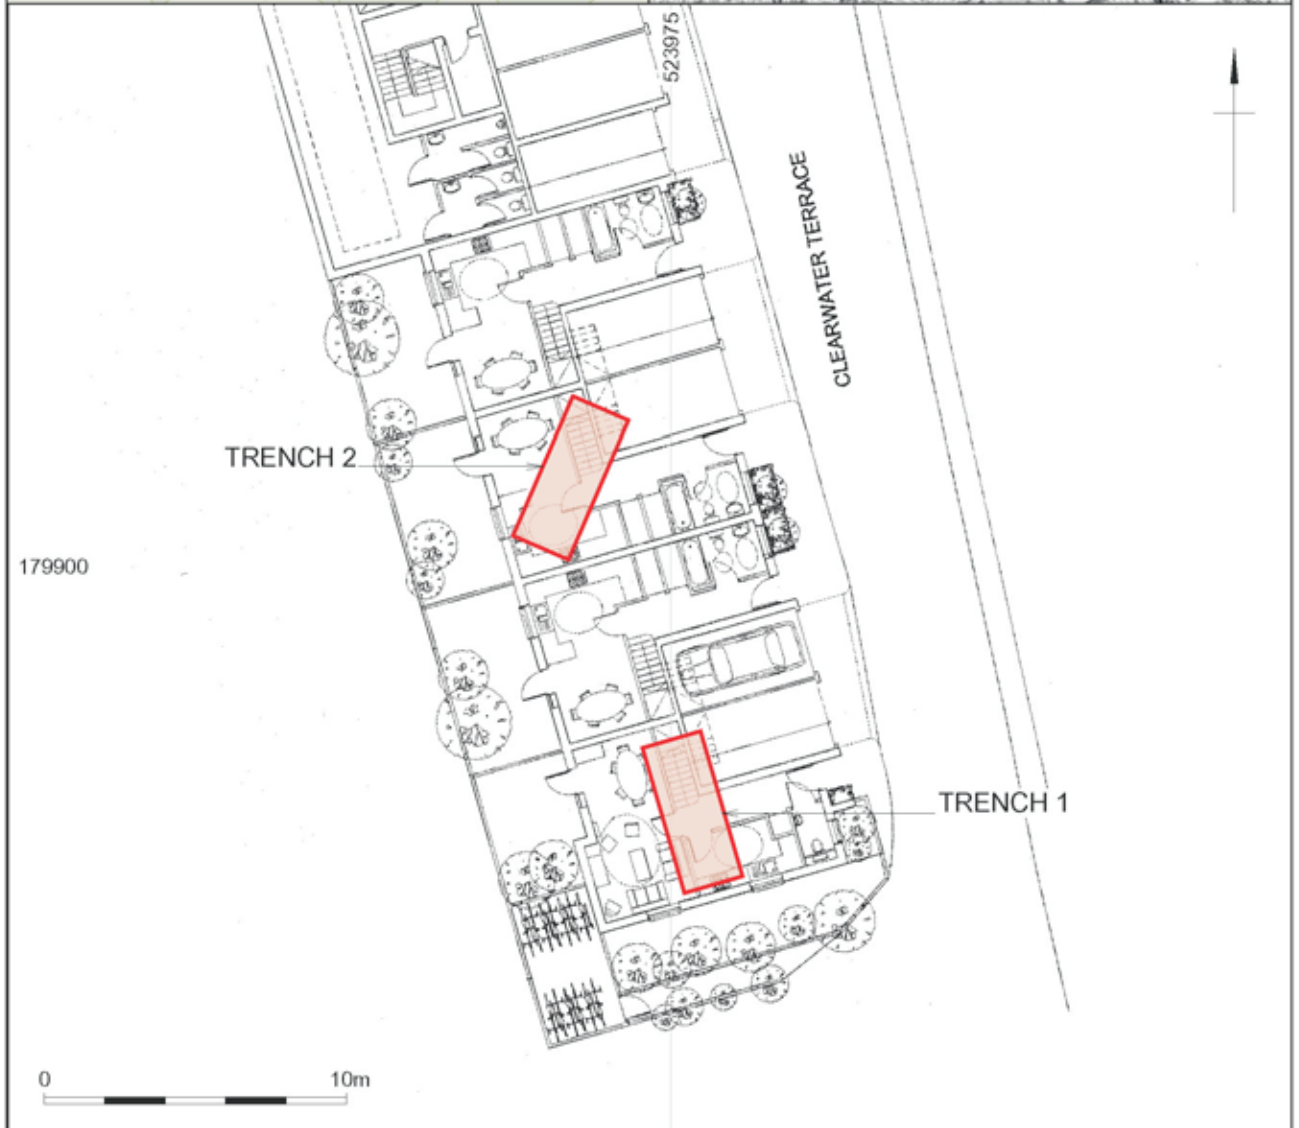 523975
CLEARWATER TERRACE
TRENCH 2
179900
TRENCH 1
0 10m